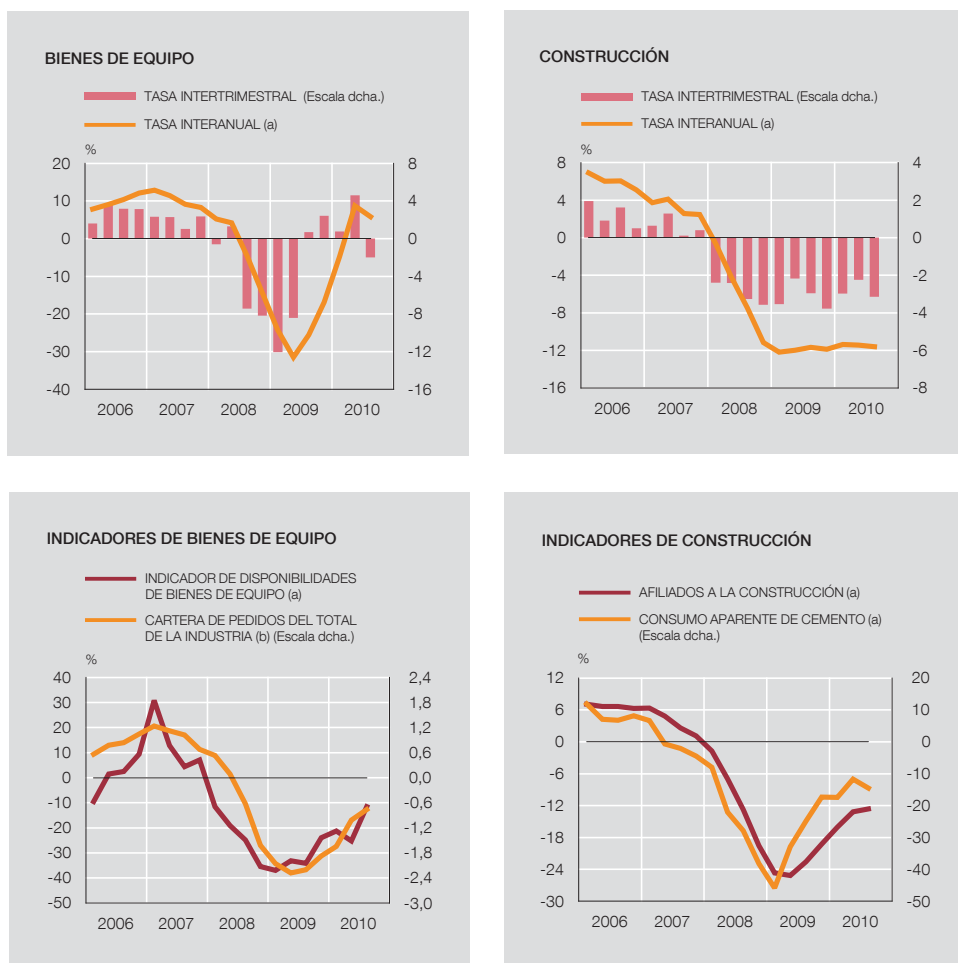 BIENES DE EQUIPO
TASA INTERTRIMESTRAL (Escala dcha.)
TASA INTERANUAL (a)
%
20 8
10 4
0 0
-10 -4
-20 -8
-30 -12
-40 -16
2006 2007 2008 2009 2010
CONSTRUCCIÓN
TASA INTERTRIMESTRAL (Escala dcha.)
TASA INTERANUAL (a)
%
8 4
4 2
0 0
-4 -2
-8 -4
-12 -6
-16 -8
2006 2007 2008 2009 2010
INDICADORES DE BIENES DE EQUIPO
INDICADOR DE DISPONIBILIDADES
DE BIENES DE EQUIPO (a)
CARTERA DE PEDIDOS DEL TOTAL
DE LA INDUSTRIA (b) (Escala dcha.)
%
40 2,4
30 1,8
20 1,2
10 0,6
0 0,0
-10 -0,6
-20 -1,2
-30 -1,8
-40 -2,4
-50 -3,0
2006 2007 2008 2009 2010
INDICADORES DE CONSTRUCCIÓN
AFILIADOS A LA CONSTRUCCIÓN (a)
CONSUMO APARENTE DE CEMENTO (a)
(Escala dcha.)
%
12 20
6 10
0 0
-6 -10
-12 -20
-18 -30
-24 -40
-30 -50
2006 2007 2008 2009 2010